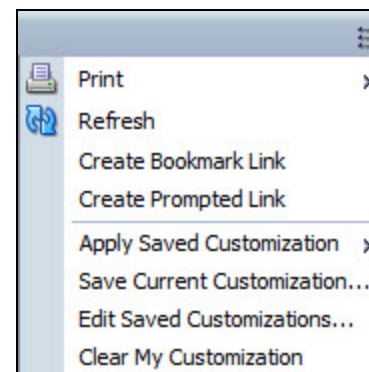 Print
Refresh
Create Bookmark Link
Create Prompted Link
Apply Saved Customization
Save Current Customization...
Edit Saved Customizations...
Clear My Customization